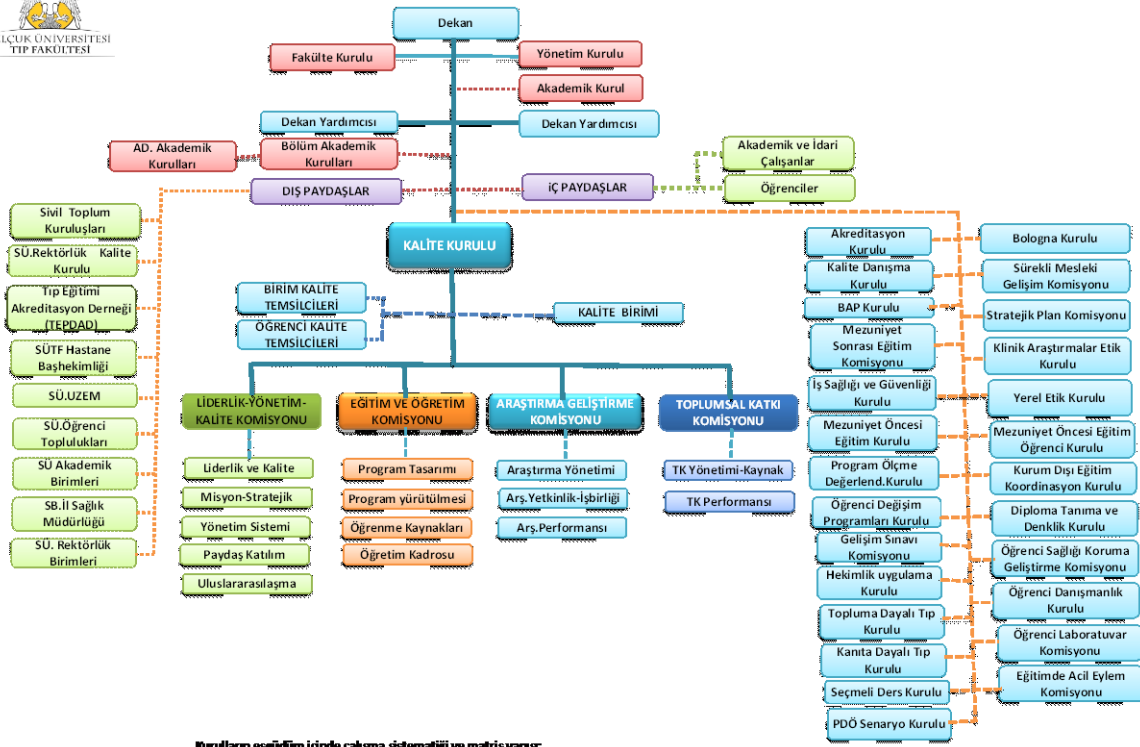 LÇUK ÜNİVERSİTESİ
TIP FAKÜLTESİ
Dekan
Fakülte Kurulu
Yönetim Kurulu
Akademik Kurul
Dekan Yardımcısı
Dekan Yardımcısı
AD. Akademik
Kurulları
Bölüm Akademik
Kurulları
Akademik ve İdari
Çalışanlar
Öğrenciler
DIŞ PAYDAŞLAR
İÇ PAYDAŞLAR
KALİTE KURULU
BİRİM KALİTE
TEMSİLCİLERİ
ÖĞRENCİ KALİTE
TEMSİLCİLERİ
KALİTE BİRİMİ
Sivil Toplum
Kuruluşları
SÜ.Rektörlük Kalite
Kurulu
Tıp Eğitimi
Akreditasyon Derneği
(TEPDAD)
SÜTF Hastane
Başhekimliği
SÜ.UZEM
SÜ.Öğrenci
Toplulukları
SÜ Akademik
Birimleri
SB.İl Sağlık
Müdürlüğü
SÜ. Rektörlük
Birimleri
LİDERLİK-YÖNETİM-
KALİTE KOMİSYONU
Liderlik ve Kalite
Misyon-Stratejik
Yönetim Sistemi
Paydaş Katılım
Uluslararasılaşma
EĞİTİM VE ÖĞRETİM
KOMİSYONU
Program Tasarımı
Program yürütülmesi
Öğrenme Kaynakları
Öğretim Kadrosu
ARAŞTIRMA GELİŞTİRME
KOMİSYONU
Araştırma Yönetimi
Arş.Yetkinlik-İşbirliği
Arş.Performansı
TOPLUMSAL KATKI
KOMİSYONU
TK Yönetimi-Kaynak
TK Performansı
Akreditasyon
Kurulu
Kalite Danışma
Kurulu
BAP Kurulu
Mezuniyet
Sonrası Eğitim
Komisyonu
İş Sağlığı ve Güvenliği
Kurulu
Mezuniyet Öncesi
Eğitim Kurulu
Program Ölçme
Değerlend.Kurulu
Öğrenci Değişim
Programları Kurulu
Gelişim Sınavı
Komisyonu
Hekimlik uygulama
Kurulu
Topluma Dayalı Tıp
Kurulu
Kanıta Dayalı Tıp
Kurulu
Seçmeli Ders Kurulu
PDÖ Senaryo Kurulu
Bologna Kurulu
Sürekli Mesleki
Gelişim Komisyonu
Stratejik Plan Komisyonu
Klinik Araştırmalar Etik
Kurulu
Yerel Etik Kurulu
Mezuniyet Öncesi Eğitim
Öğrenci Kurulu
Kurum Dışı Eğitim
Koordinasyon Kurulu
Diploma Tanıma ve
Denklik Kurulu
Öğrenci Sağlığı Koruma
Geliştirme Komisyonu
Öğrenci Danışmanlık
Kurulu
Öğrenci Laboratuvar
Komisyonu
Eğitimde Acil Eylem
Komisyonu
Kurulların eşgüdüm içinde çalışma sistematiği ve matris yapısı: